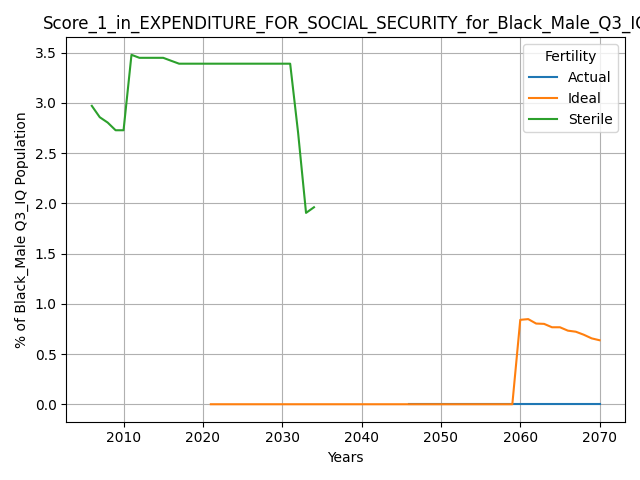 Score_1_in_EXPENDITURE_FOR_SOCIAL_SECURITY_for_Black_Male_Q3_IQ
Fertility
Actual
Ideal
Sterile
% of Black_Male Q3_IQ Population
3.5
3.0
2.5
2.0
1.5
1.0
0.5
0.0
2010 2020 2030 2040 2050 2060 2070
Years